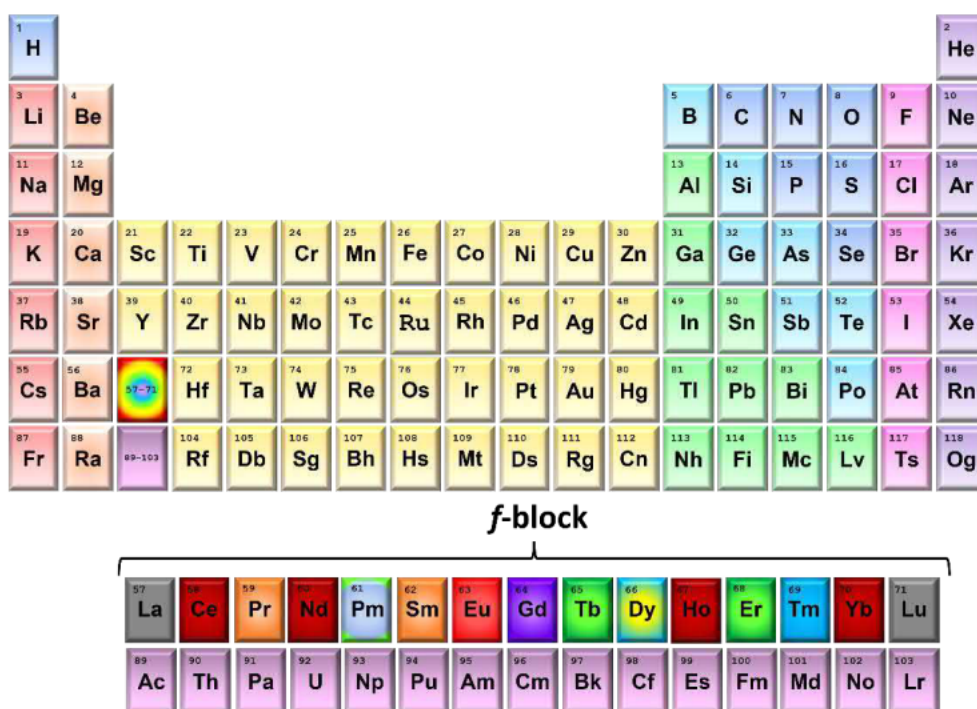 1 2
H He
3 4 5 6 7 8 9 10
Li Be B C N O F Ne
11 12 13 14 15 16 17 18
Na Mg Al Si P S Cl Ar
19 20 21 22 23 24 25 26 27 28 29 30 31 32 33 34 35 36
K Ca Sc Ti V Cr Mn Fe Co Ni Cu Zn Ga Ge As Se Br Kr
37 38 39 40 41 42 43 44 45 46 47 48 49 50 51 52 53 54
Rb Sr Y Zr Nb Mo Tc Ru Rh Pd Ag Cd In Sn Sb Te I Xe
55 56 72 73 74 75 76 77 78 79 80 81 82 83 84 85 86
Cs Ba 57-71 Hf Ta W Re Os Ir Pt Au Hg Tl Pb Bi Po At Rn
87 88 104 105 106 107 108 109 110 111 112 113 114 115 116 117 118
Fr Ra 89-103 Rf Db Sg Bh Hs Mt Ds Rg Cn Nh Fi Mc Lv Ts Og
f-block
57 58 59 60 61 62 63 64 65 66 67 68 69 70 71
La Ce Pr Nd Pm Sm Eu Gd Tb Dy Ho Er Tm Yb Lu
89 90 91 92 93 94 95 96 97 98 99 100 101 102 103
Ac Th Pa U Np Pu Am Cm Bk Cf Es Fm Md No Lr